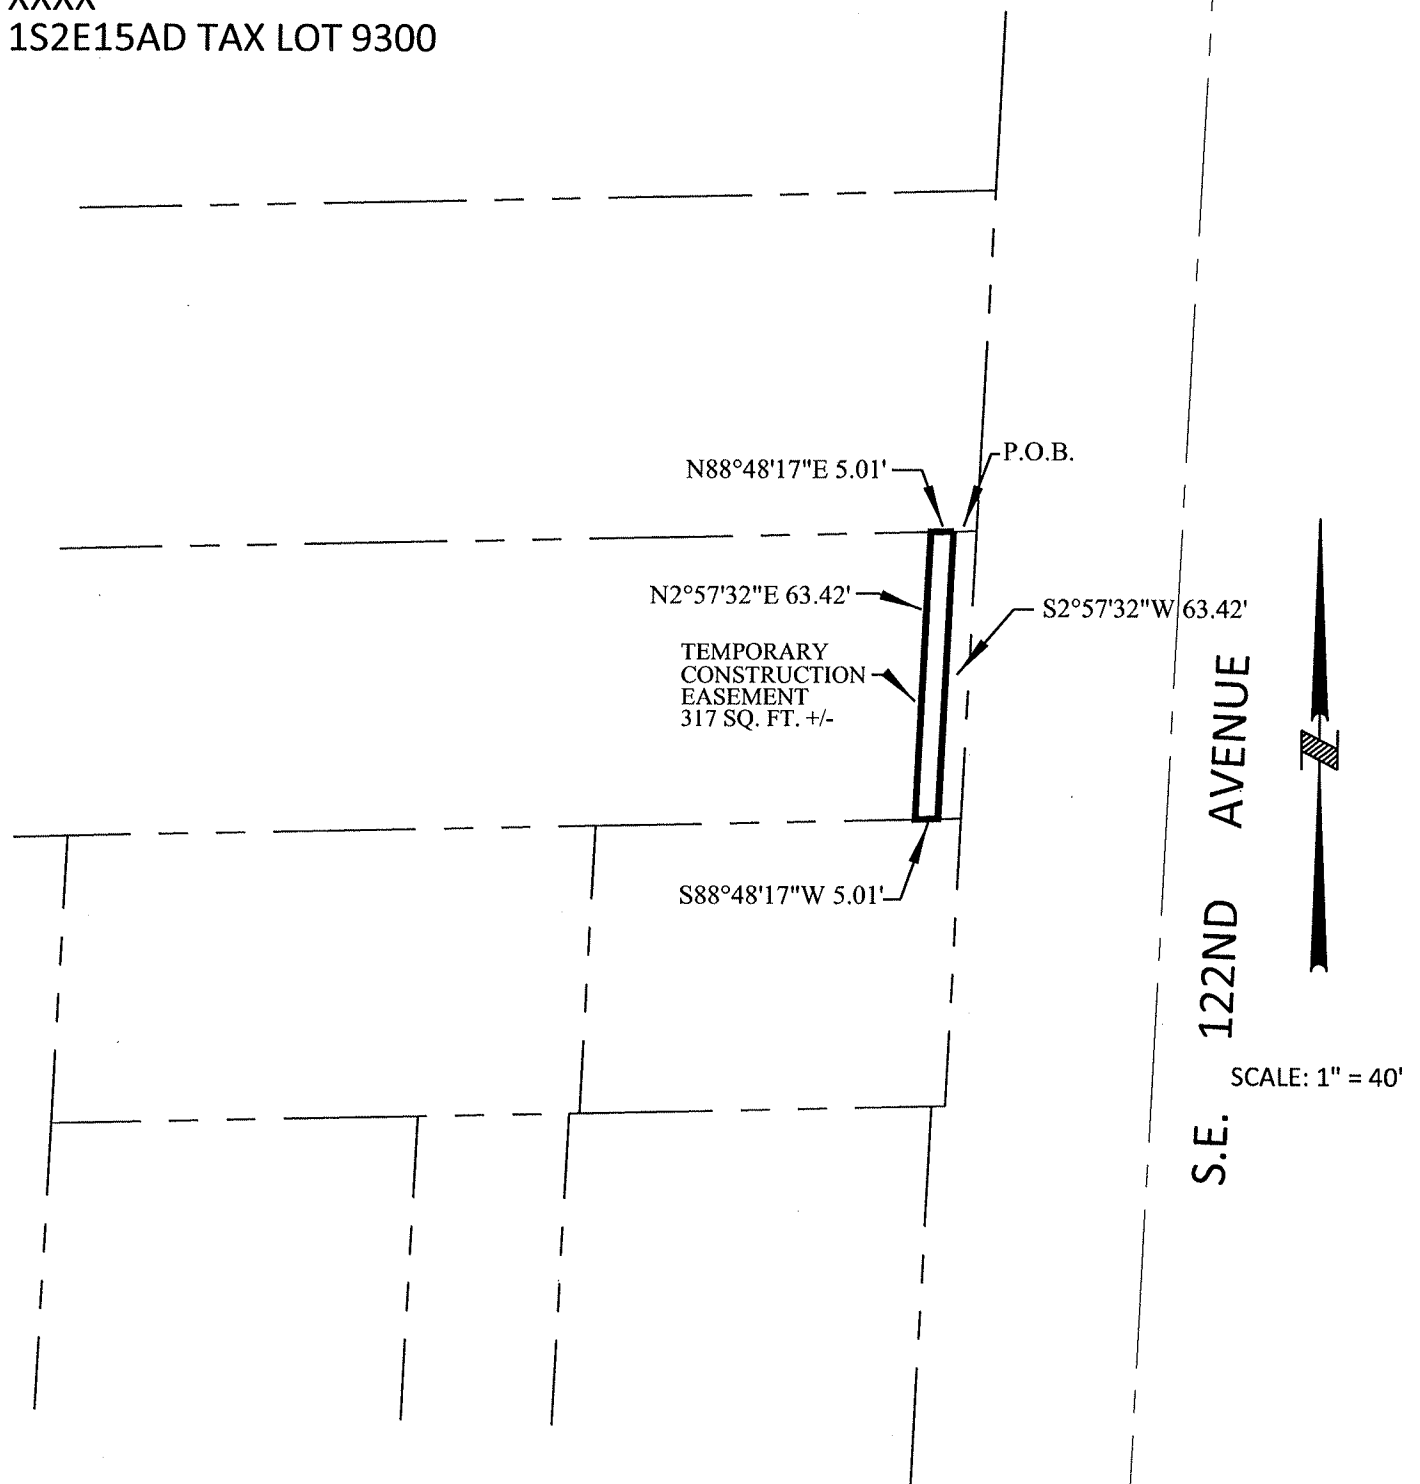 XXXX
1S2E15AD TAX LOT 9300
P.O.B.
N88°48'17"E 5.01'
N2°57'32"E 63.42'
S2°57'32"W 63.42'
TEMPORARY
CONSTRUCTION
EASEMENT
317 SQ. FT. +/-
S88°48'17"W 5.01'
S.E. 122ND AVENUE
SCALE: 1" = 40'